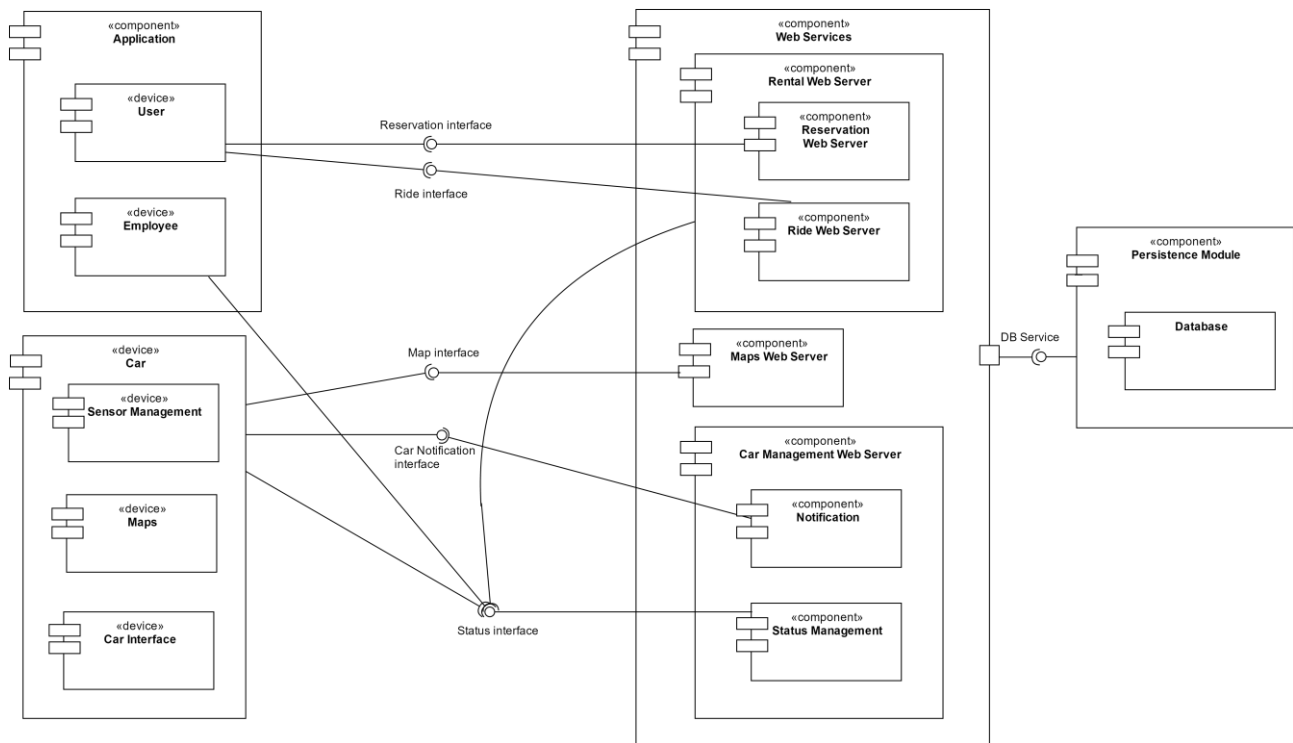 «component»
Application
«device»
User
«device»
Employee
«device»
Car
«device»
Sensor Management
«device»
Maps
«device»
Car Interface
Reservation interface
Ride interface
Map interface
Car Notification
interface
Status interface
«component»
Web Services
«component»
Rental Web Server
«component»
Reservation
Web Server
«component»
Ride Web Server
«component»
Maps Web Server
«component»
Car Management Web Server
«component»
Notification
«component»
Status Management
DB Service
«component»
Persistence Module
Database